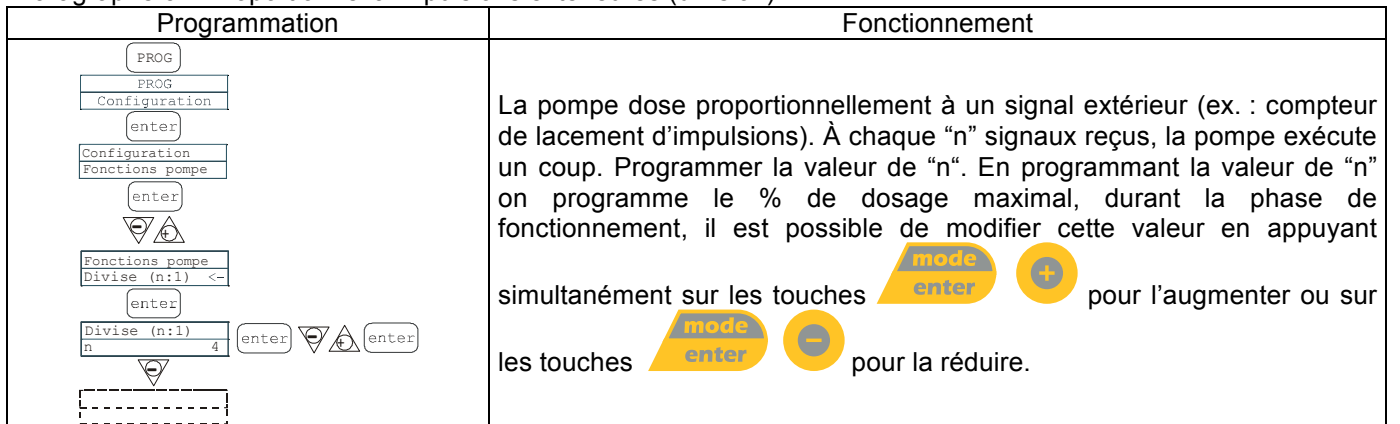 Programmation
Fonctionnement
PROG
PROG
Configuration
enter
Configuration
Fonctions pompe
enter
- +
Fonctions pompe
Divise (n:1) <-
enter
Divise (n:1)
n 4
enter - + enter
-
La pompe dose proportionnellement à un signal extérieur (ex. : compteur
de lacement d’impulsions). À chaque “n” signaux reçus, la pompe exécute
un coup. Programmer la valeur de “n“. En programmant la valeur de “n”
on programme le % de dosage maximal, durant la phase de
fonctionnement, il est possible de modifier cette valeur en appuyant
simultanément sur les touches mode enter + pour l’augmenter ou sur
les touches mode enter - pour la réduire.